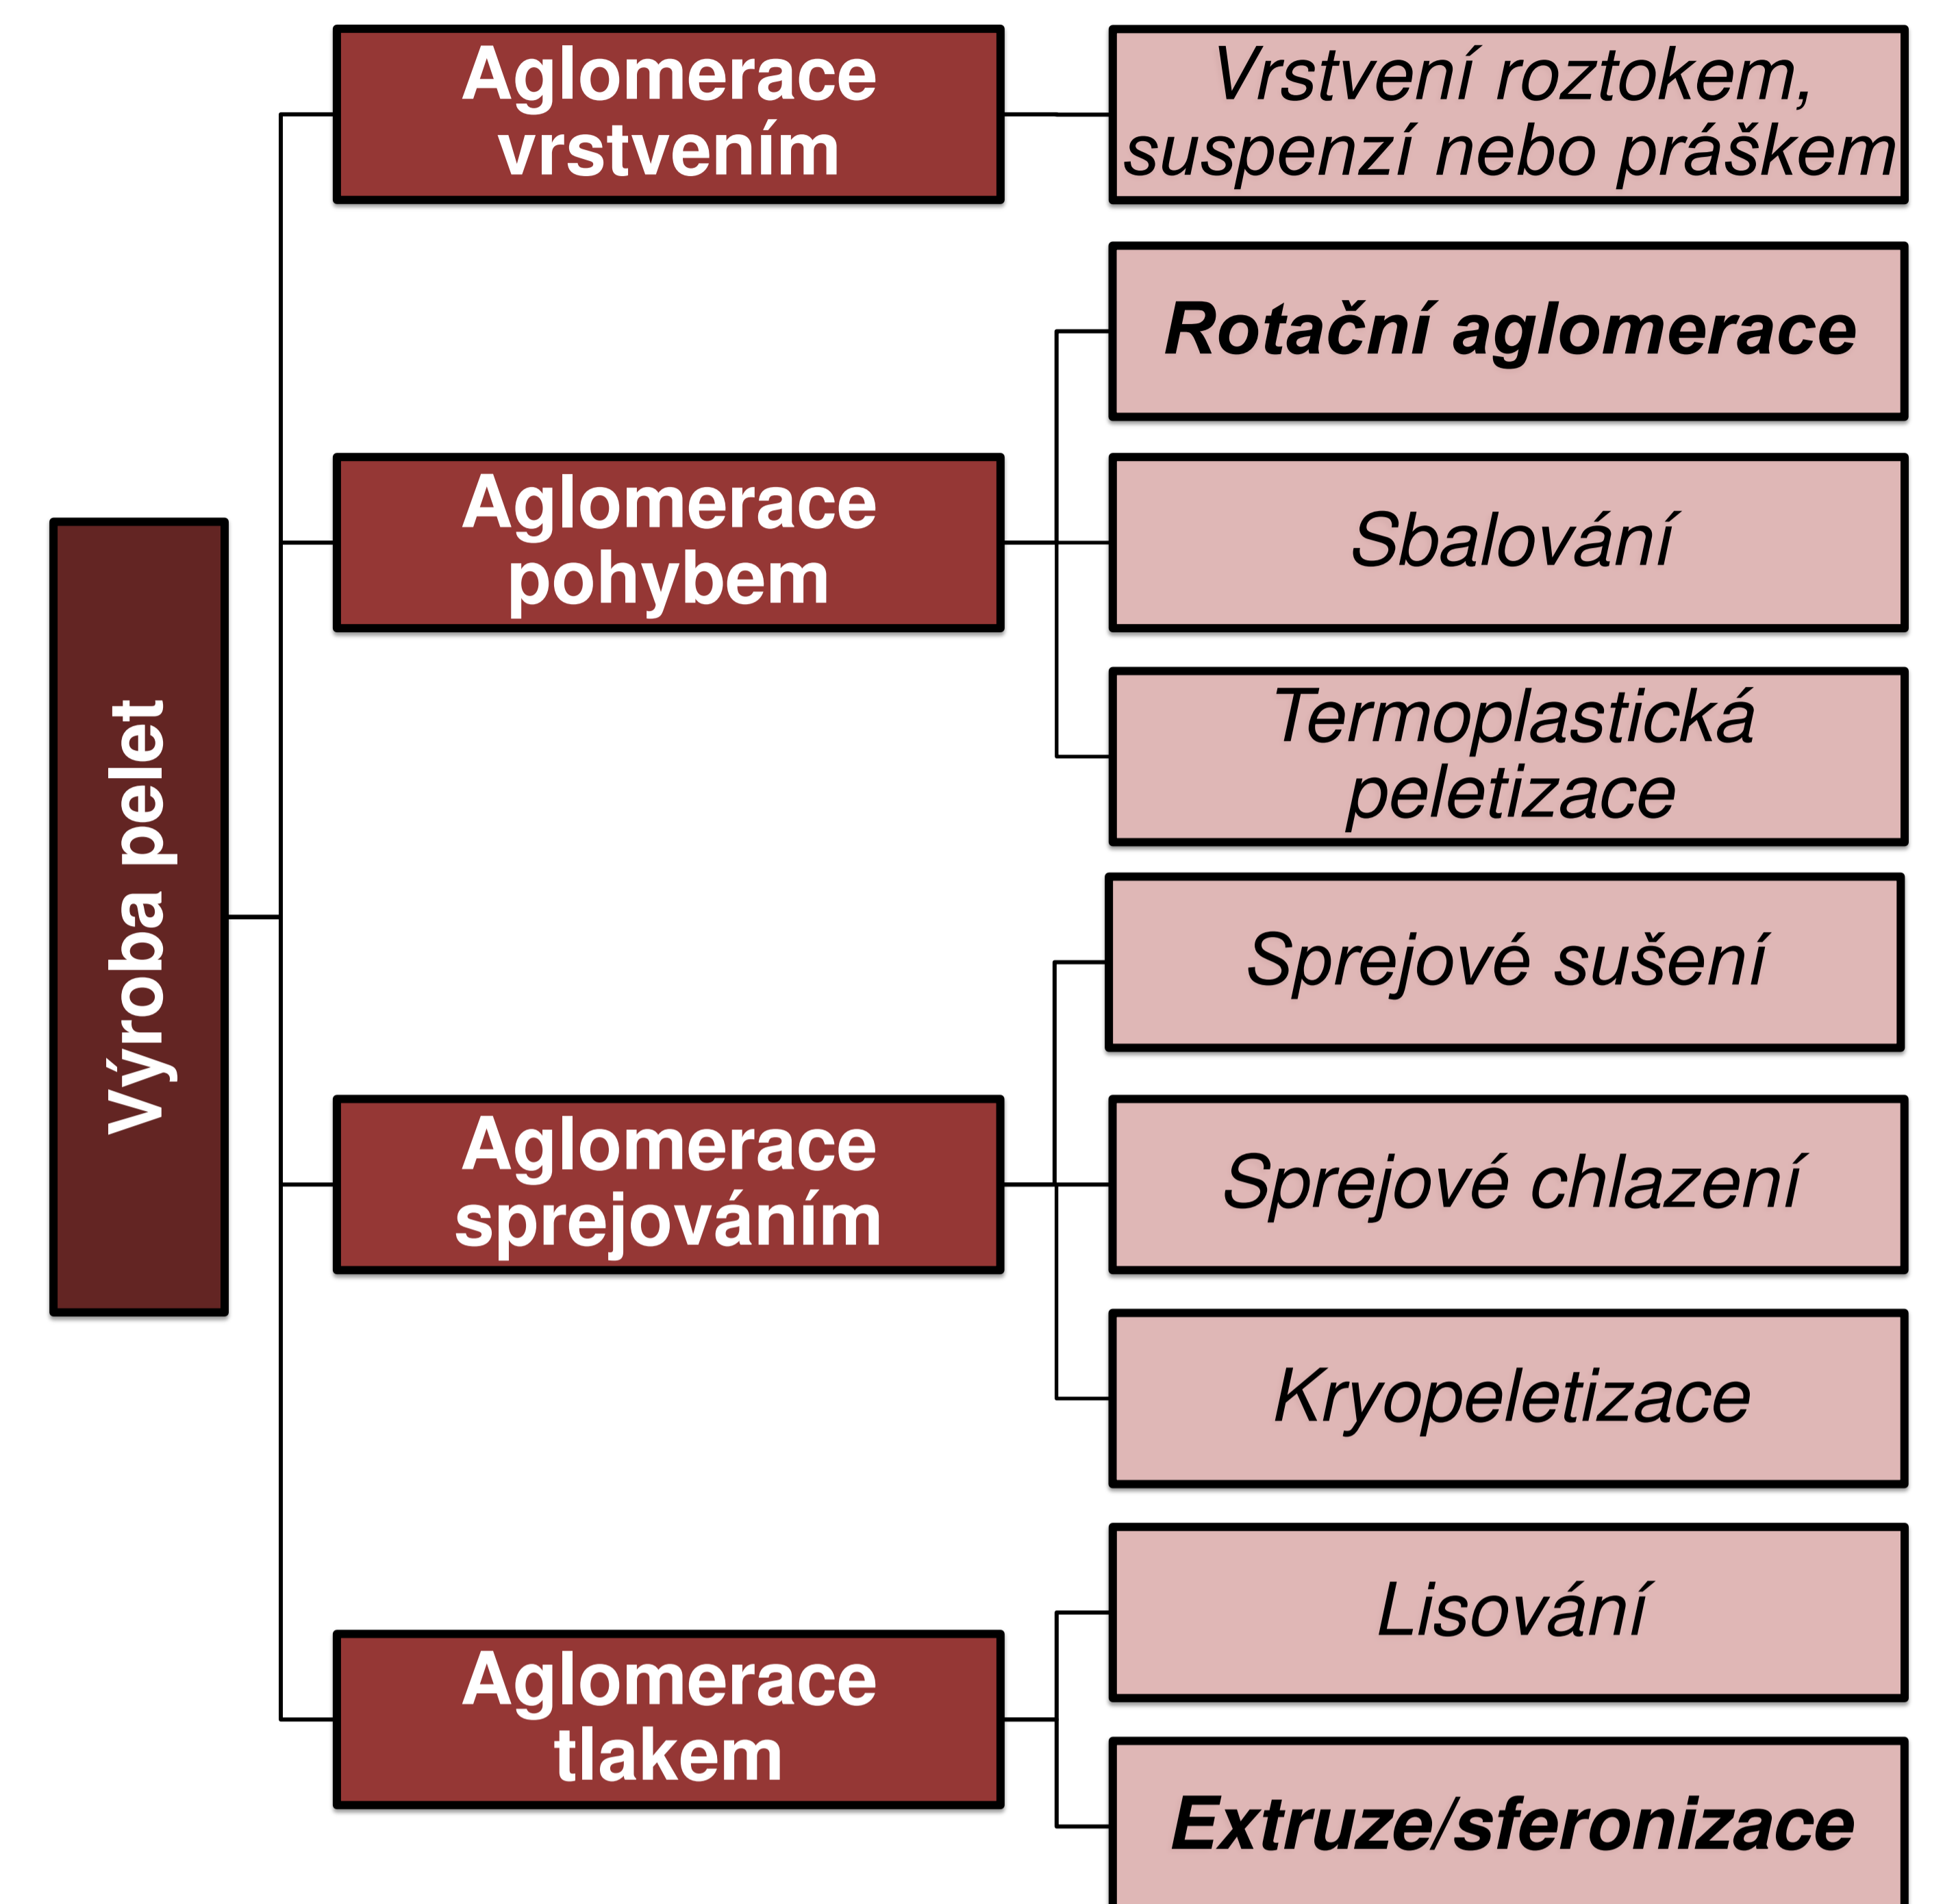 Výroba pelet
Aglomerace
vrstvením
Vrstvení roztokem,
suspenzí nebo práškem
Aglomerace
pohybem
Rotační aglomerace
Sbalování
Termoplastická
peletizace
Aglomerace
sprejováním
Sprejové sušení
Sprejové chlazení
Kryopeletizace
Aglomerace
tlakem
Lisování
Extruze/sferonizace